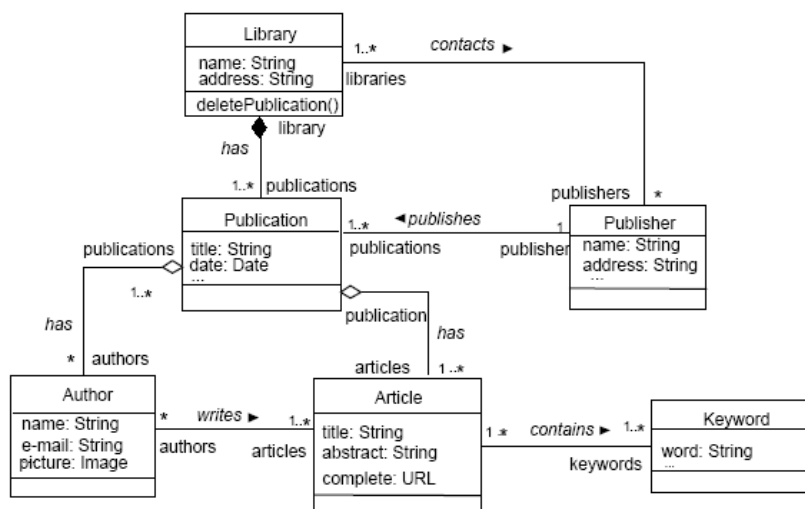 Library
name: String
address: String
deletePublication()
1..*
contacts ►
libraries
library
has
1..*
publications
publishers
*
Publication
title: String
date: Date
...
1..*
◄publishes
1
publications
publisher
Publisher
name: String
address: String
...
publications
1..*
has
*
authors
publication
has
articles
1..*
Author
name: String
e-mail: String
picture: Image
*
writes ►
1..*
authors
articles
Article
title: String
abstract: String
complete: URL
1..*
contains ►
1..*
keywords
Keyword
word: String
...